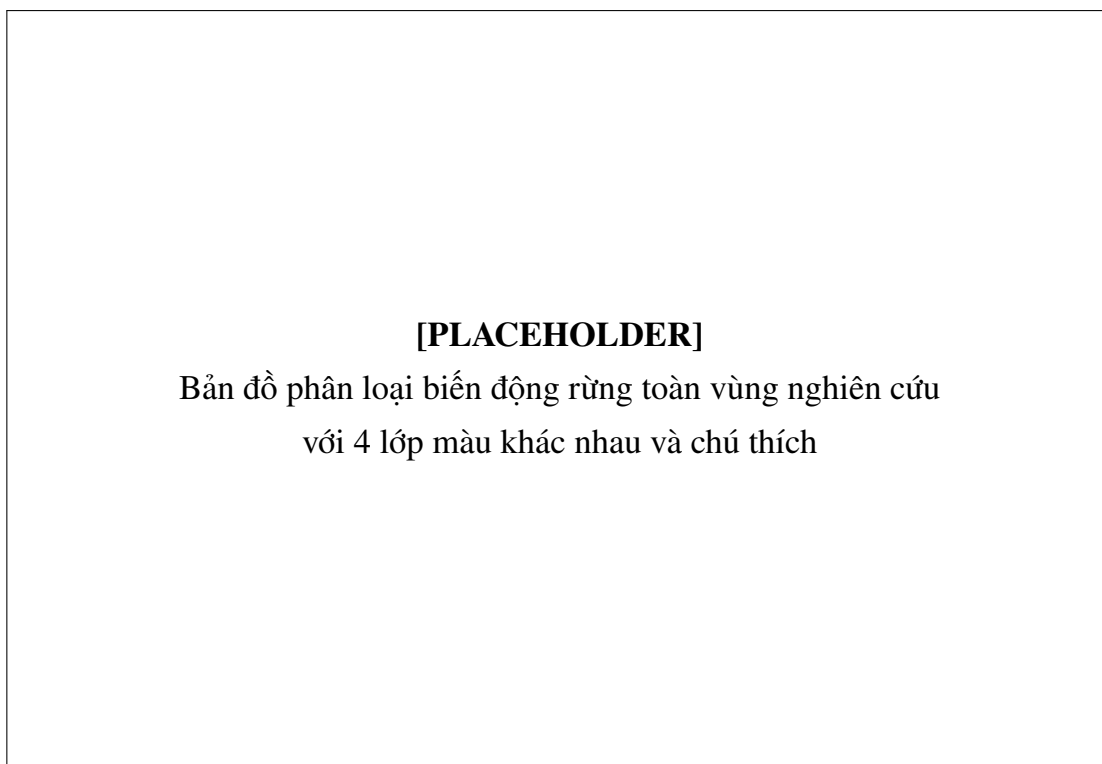 [PLACEHOLDER]
Bản đồ phân loại biến động rừng toàn vùng nghiên cứu
với 4 lớp màu khác nhau và chú thích